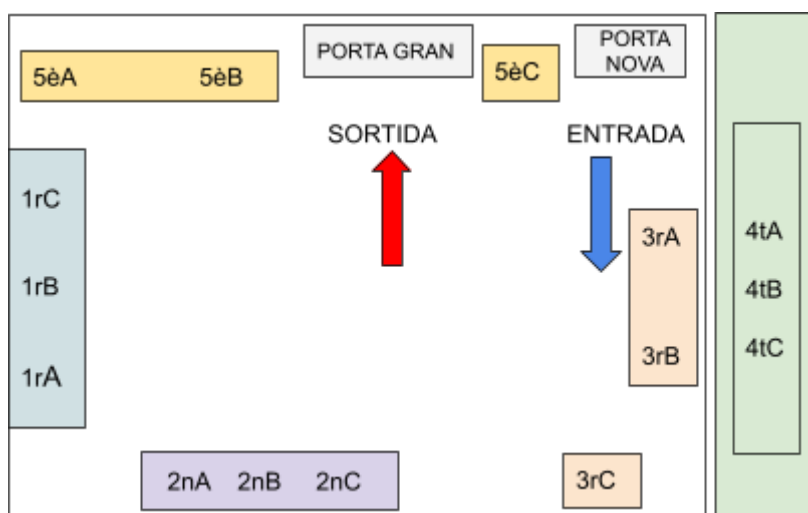 PORTA GRAN
PORTA
NOVA
5èA 5èB
5èC
SORTIDA
ENTRADA
1rC
1rB
1rA
3rA
3rB
4tA
4tB
4tC
2nA 2nB 2nC
3rC